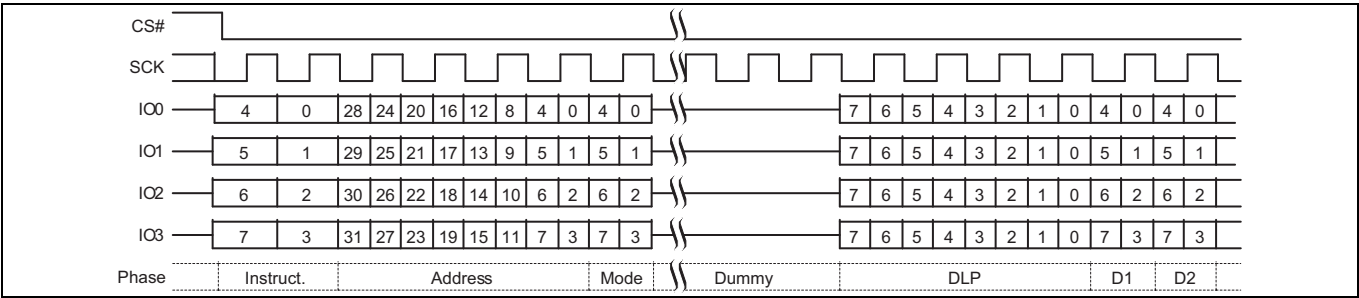 CS#
SCK
IO0 4 0 28 24 20 16 12 8 4 0 4 0 7 6 5 4 3 2 1 0 4 0 4 0
IO1 5 1 29 25 21 17 13 9 5 1 5 1 7 6 5 4 3 2 1 0 5 1 5 1
IO2 6 2 30 26 22 18 14 10 6 2 6 2 7 6 5 4 3 2 1 0 6 2 6 2
IO3 7 3 31 27 23 19 15 11 7 3 7 3 7 6 5 4 3 2 1 0 7 3 7 3
Phase Instruct. Address Mode Dummy DLP D1 D2